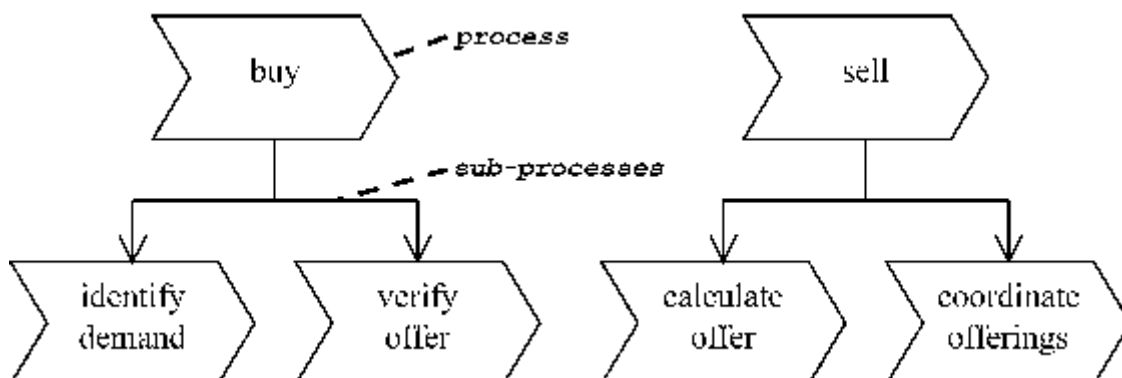 process
buy
sell
sub-processes
identify
demand
verify
offer
calculate
offer
coordinate
offerings